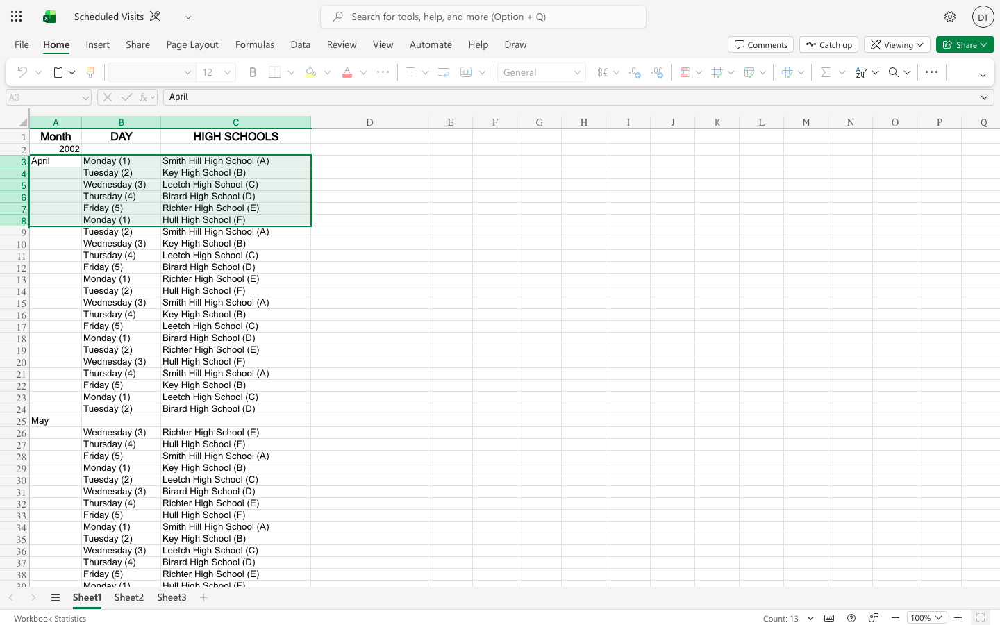 Scheduled Visits
Search for tools, help, and more (Option + Q)
DT
File Home Insert Share Page Layout Formulas Data Review View Automate Help Draw
Comments Catch up Viewing Share
12 B A General $€ .0 .00
A3 fx April
A B C D E F G H I J K L M N O P Q
1 Month DAY HIGH SCHOOLS
2 2002
3 April Monday (1) Smith Hill High School (A)
4 Tuesday (2) Key High School (B)
5 Wednesday (3) Leetch High School (C)
6 Thursday (4) Birard High School (D)
7 Friday (5) Richter High School (E)
8 Monday (1) Hull High School (F)
9 Tuesday (2) Smith Hill High School (A)
10 Wednesday (3) Key High School (B)
11 Thursday (4) Leetch High School (C)
12 Friday (5) Birard High School (D)
13 Monday (1) Richter High School (E)
14 Tuesday (2) Hull High School (F)
15 Wednesday (3) Smith Hill High School (A)
16 Thursday (4) Key High School (B)
17 Friday (5) Leetch High School (C)
18 Monday (1) Birard High School (D)
19 Tuesday (2) Richter High School (E)
20 Wednesday (3) Hull High School (F)
21 Thursday (4) Smith Hill High School (A)
22 Friday (5) Key High School (B)
23 Monday (1) Leetch High School (C)
24 Tuesday (2) Birard High School (D)
25 May
26 Wednesday (3) Richter High School (E)
27 Thursday (4) Hull High School (F)
28 Friday (5) Smith Hill High School (A)
29 Monday (1) Key High School (B)
30 Tuesday (2) Leetch High School (C)
31 Wednesday (3) Birard High School (D)
32 Thursday (4) Richter High School (E)
33 Friday (5) Hull High School (F)
34 Monday (1) Smith Hill High School (A)
35 Tuesday (2) Key High School (B)
36 Wednesday (3) Leetch High School (C)
37 Thursday (4) Birard High School (D)
38 Friday (5) Richter High School (E)
39 Monday (1) Hull High School (F)
Sheet1 Sheet2 Sheet3
Workbook Statistics Count: 13 100%